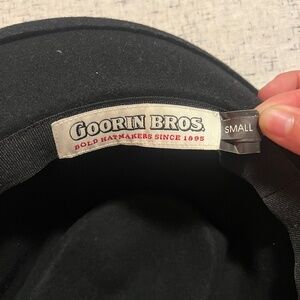 GOORIN BROS.
BOLD HATMAKERS SINCE 1895
SMALL